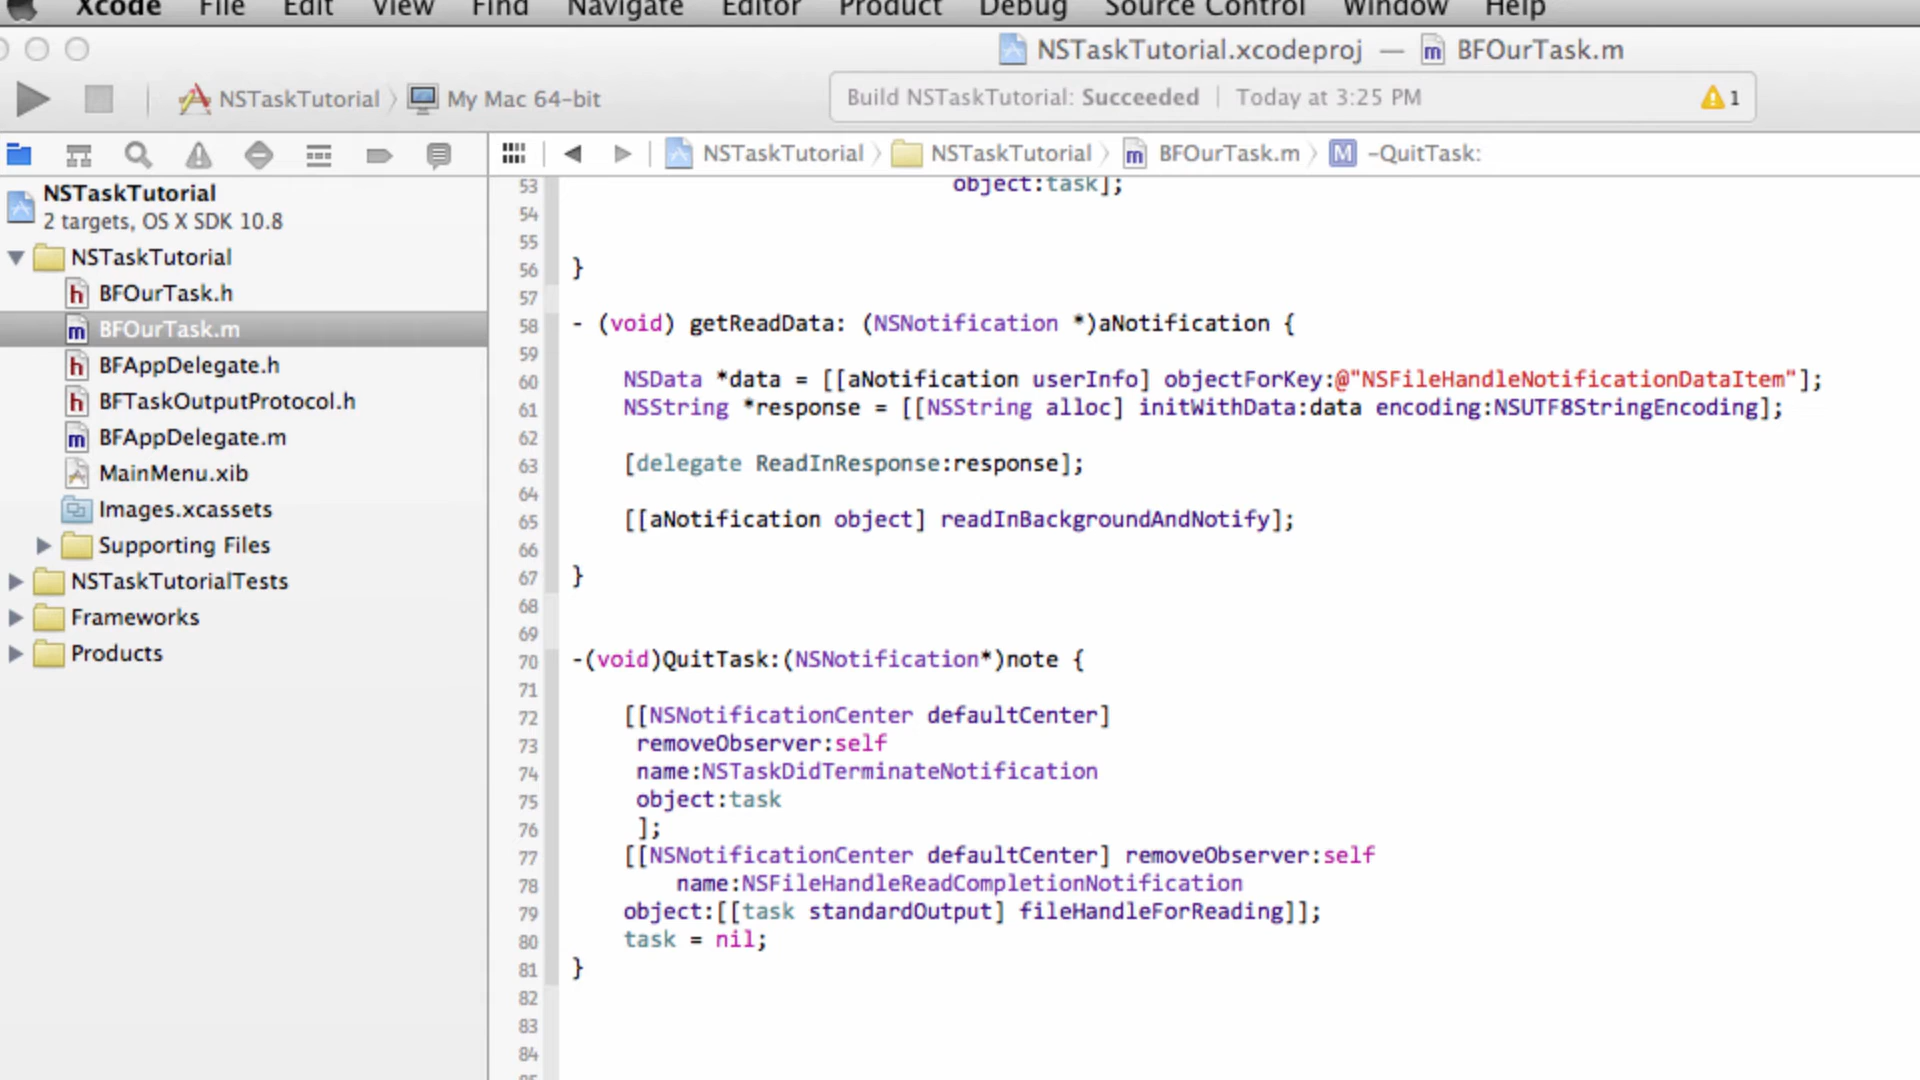 Xcode File Edit View Find Navigate Editor Product Debug Source Control Window Help
NSTaskTutorial.xcodeproj — m BFOurTask.m
NSTaskTutorial My Mac 64-bit Build NSTaskTutorial: Succeeded | Today at 3:25 PM 1
NSTaskTutorial NSTaskTutorial m BFOurTask.m M -QuitTask:
NSTaskTutorial
2 targets, OS X SDK 10.8
NSTaskTutorial
h BFOurTask.h
m BFOurTask.m
h BFAppDelegate.h
h BFTaskOutputProtocol.h
m BFAppDelegate.m
MainMenu.xib
Images.xcassets
Supporting Files
NSTaskTutorialTests
Frameworks
Products
53 object:task];
54
55
56 }
57
58 - (void) getReadData: (NSNotification *)aNotification {
59
60 NSData *data = [[aNotification userInfo] objectForKey:@"NSFileHandleNotificationDataItem"];
61 NSString *response = [[NSString alloc] initWithData:data encoding:NSUTF8StringEncoding];
62
63 [delegate ReadInResponse:response];
64
65 [[aNotification object] readInBackgroundAndNotify];
66
67 }
68
69
70 -(void)QuitTask:(NSNotification*)note {
71
72 [[NSNotificationCenter defaultCenter]
73 removeObserver:self
74 name:NSTaskDidTerminateNotification
75 object:task
76 ];
77 [[NSNotificationCenter defaultCenter] removeObserver:self
78 name:NSFileHandleReadCompletionNotification
79 object:[[task standardOutput] fileHandleForReading]];
80 task = nil;
81 }
82
83
84